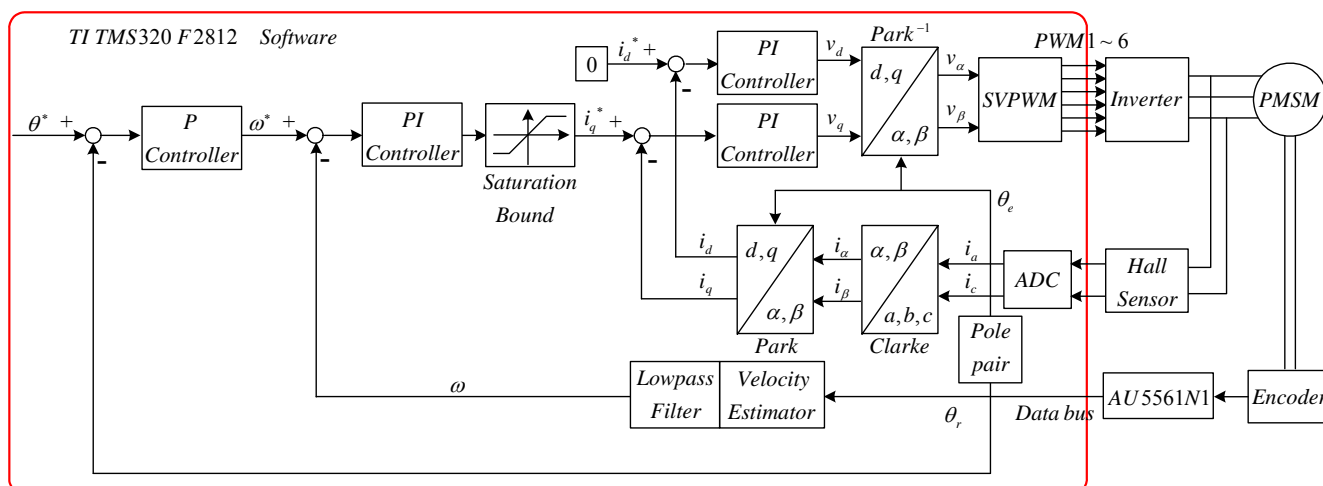 TI TMS320 F2812 Software
Park⁻¹
PWM1 ~ 6
0
i_d* +
-
PI
Controller
v_d
d,q
α,β
v_α
v_β
SVPWM
Inverter
PMSM
θ* +
-
P
Controller
ω* +
-
PI
Controller
Saturation
Bound
i_q* +
-
PI
Controller
v_q
θ_e
i_d
i_q
d,q
α,β
Park
i_α
i_β
α,β
a,b,c
Clarke
i_a
i_c
ADC
Hall
Sensor
Pole
pair
ω
Lowpass
Filter
Velocity
Estimator
θ_r
Data bus
AU5561N1
Encoder